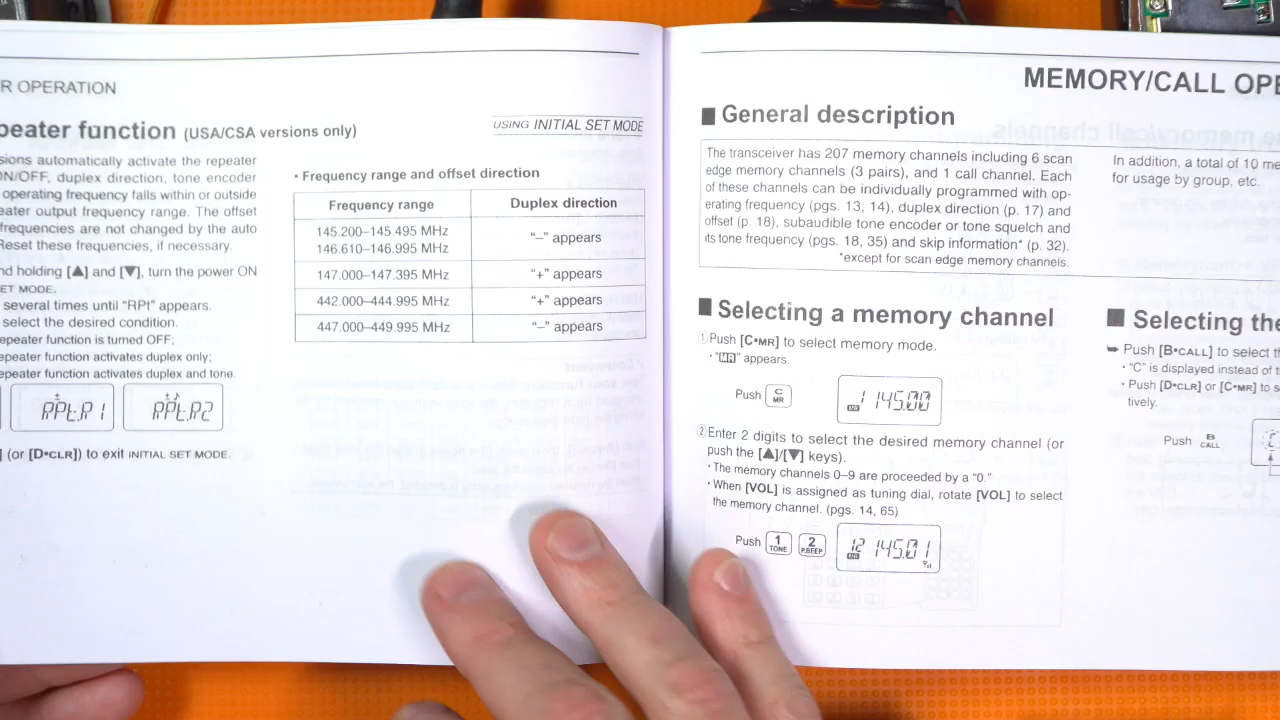 R OPERATION
peater function (USA/CSA versions only)
USING INITIAL SET MODE
sions automatically activate the repeater
ON/OFF, duplex direction, tone encoder
operating frequency falls within or outside
eater output frequency range. The offset
frequencies are not changed by the auto
Reset these frequencies, if necessary.
nd holding [▲] and [▼], turn the power ON
ET MODE.
several times until “RPt” appears.
select the desired condition.
epeater function is turned OFF;
epeater function activates duplex only;
epeater function activates duplex and tone.
RPt.R1
RPt.R2
] (or [D•CLR]) to exit INITIAL SET MODE.
• Frequency range and offset direction
Frequency range Duplex direction
145.200–145.495 MHz
146.610–146.995 MHz
“–” appears
147.000–147.395 MHz “+” appears
442.000–444.995 MHz “+” appears
447.000–449.995 MHz “–” appears
MEMORY/CALL OPE
■ General description
The transceiver has 207 memory channels including 6 scan
edge memory channels (3 pairs), and 1 call channel. Each
of these channels can be individually programmed with op-
erating frequency (pgs. 13, 14), duplex direction (p. 17) and
offset (p. 18), subaudible tone encoder or tone squelch and
its tone frequency (pgs. 18, 35) and skip information* (p. 32).
*except for scan edge memory channels.
In addition, a total of 10 me
for usage by group, etc.
■ Selecting a memory channel
①Push [C•MR] to select memory mode.
• “MR” appears.
Push C MR
1 145.00
MR
②Enter 2 digits to select the desired memory channel (or
push the [▲]/[▼] keys).
• The memory channels 0–9 are proceeded by a “0.”
• When [VOL] is assigned as tuning dial, rotate [VOL] to select
the memory channel. (pgs. 14, 65)
Push 1 TONE 2 P.BEEP
12 145.01
MR
■ Selecting the
➥ Push [B•CALL] to select t
• “C” is displayed instead of t
• Push [D•CLR] or [C•MR] to s
tively.
Push B CALL
C